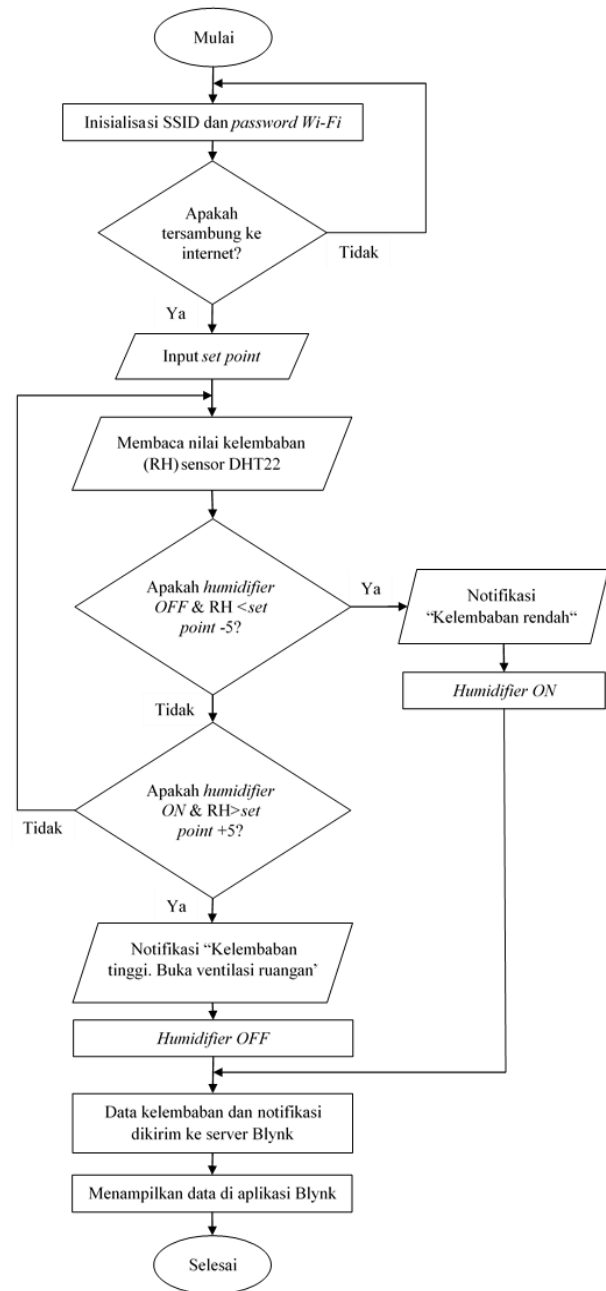 Mulai
Inisialisasi SSID dan password Wi-Fi
Apakah
tersambung ke
internet?
Tidak
Ya
Input set point
Membaca nilai kelembaban
(RH) sensor DHT22
Apakah humidifier
OFF & RH <set
point -5?
Ya
Notifikasi
“Kelembaban rendah“
Humidifier ON
Tidak
Apakah humidifier
ON & RH>set
point +5?
Tidak
Ya
Notifikasi “Kelembaban
tinggi. Buka ventilasi ruangan”
Humidifier OFF
Data kelembaban dan notifikasi
dikirim ke server Blynk
Menampilkan data di aplikasi Blynk
Selesai